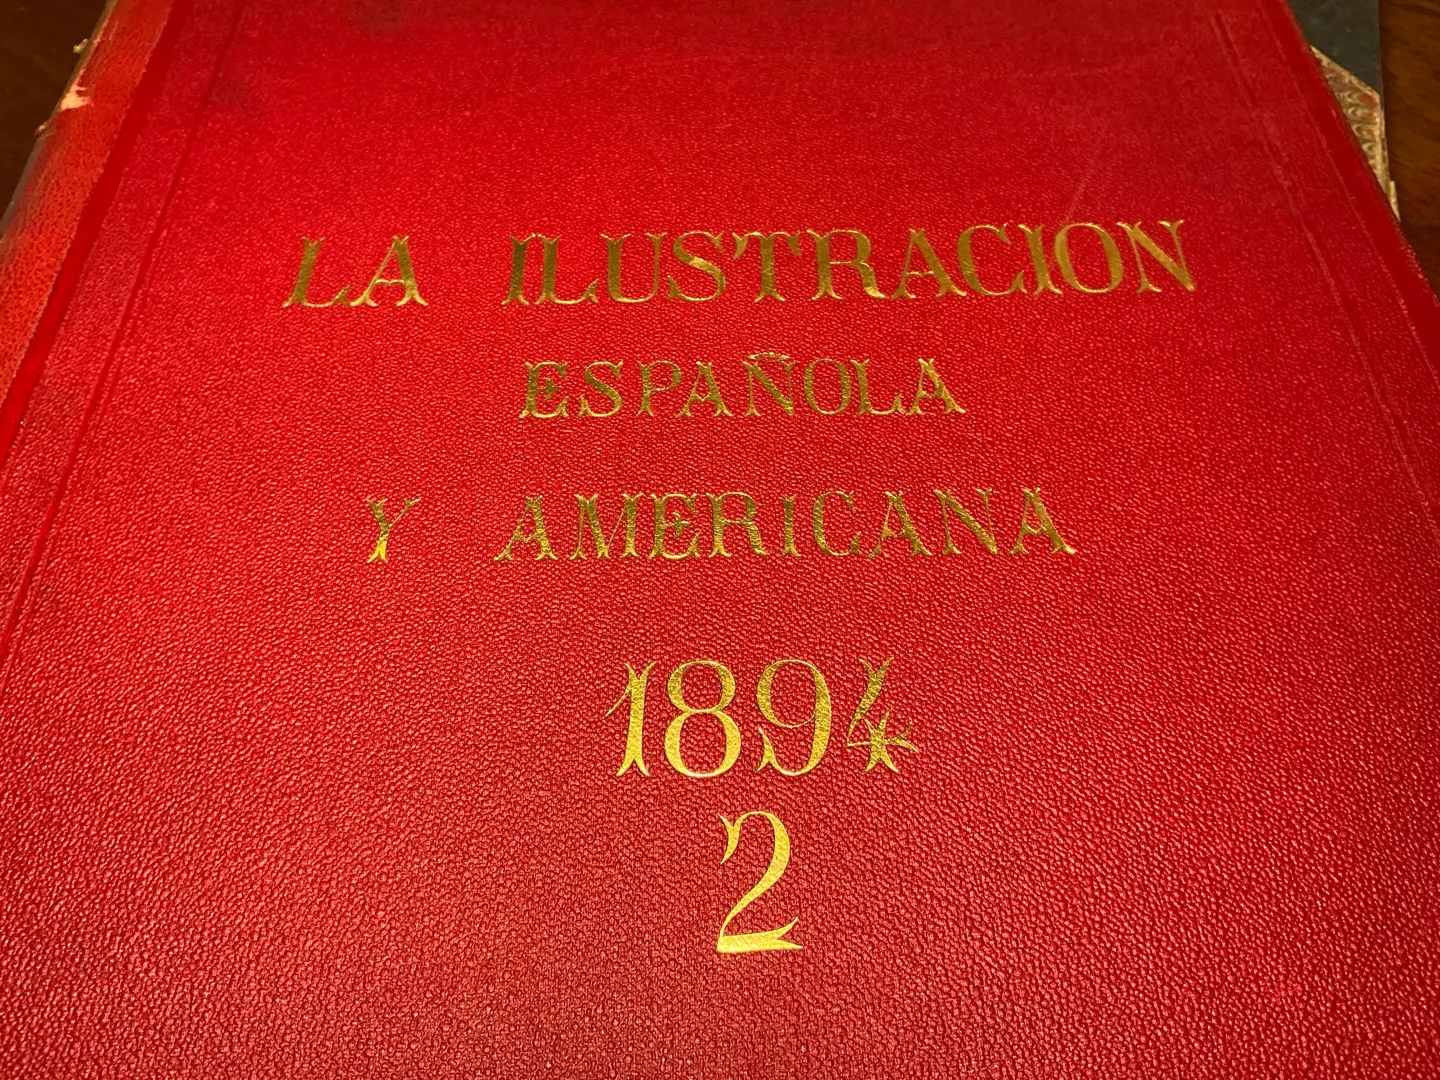 LA ILUSTRACION
ESPAÑOLA
Y AMERICANA
1894
2